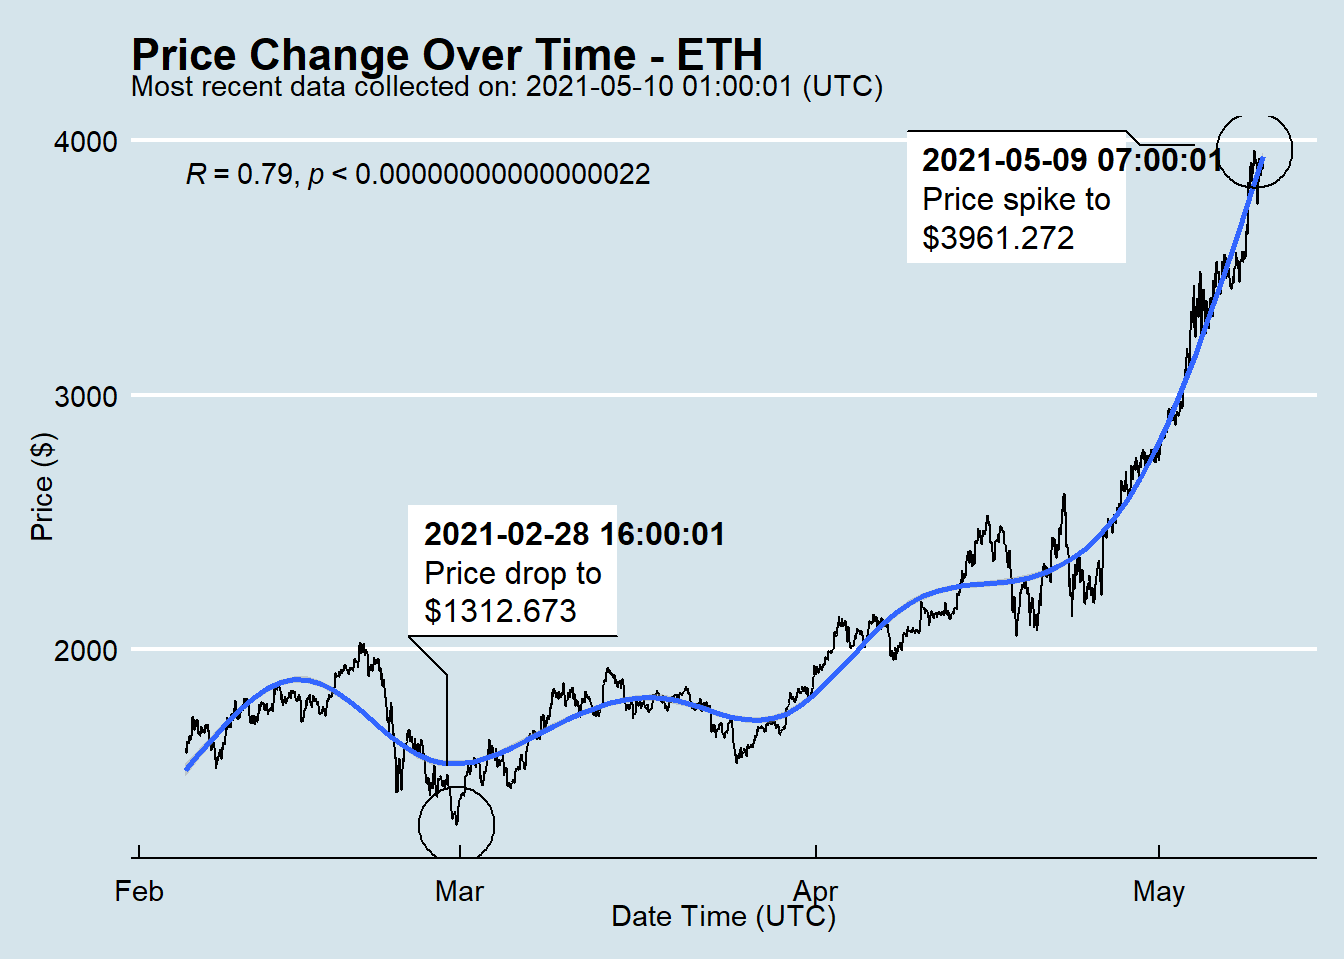 Price Change Over Time - ETH
Most recent data collected on: 2021-05-10 01:00:01 (UTC)
4000
R = 0.79, p < 0.00000000000000022
2021-05-09 07:00:01
Price spike to
$3961.272
3000
Price ($)
2021-02-28 16:00:01
Price drop to
$1312.673
2000
Feb
Mar
Apr
May
Date Time (UTC)